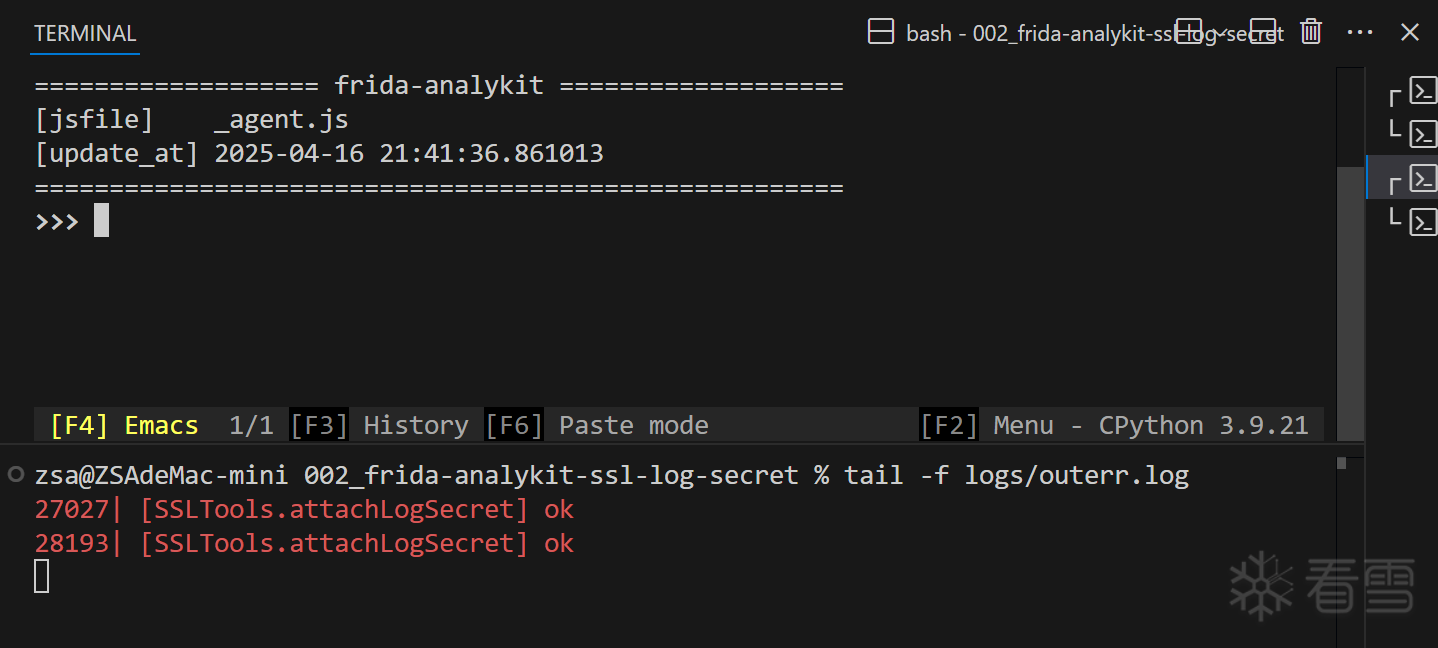 TERMINAL
bash - 002_frida-analykit-ssl-log-secret
=================== frida-analykit ===================
[jsfile]    _agent.js
[update_at] 2025-04-16 21:41:36.861013
======================================================
>>>
[F4] Emacs  1/1 [F3] History [F6] Paste mode [F2] Menu - CPython 3.9.21
zsa@ZSAdeMac-mini 002_frida-analykit-ssl-log-secret % tail -f logs/outerr.log
27027| [SSLTools.attachLogSecret] ok
28193| [SSLTools.attachLogSecret] ok
看雪